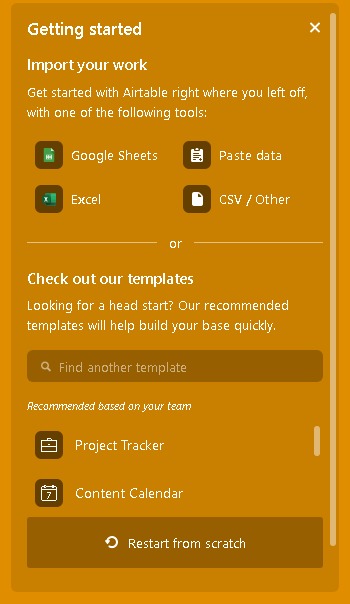 Getting started
Import your work
Get started with Airtable right where you left off,
with one of the following tools:
Google Sheets
Paste data
Excel
CSV / Other
or
Check out our templates
Looking for a head start? Our recommended
templates will help build your base quickly.
Find another template
Recommended based on your team
Project Tracker
7
Content Calendar
Restart from scratch